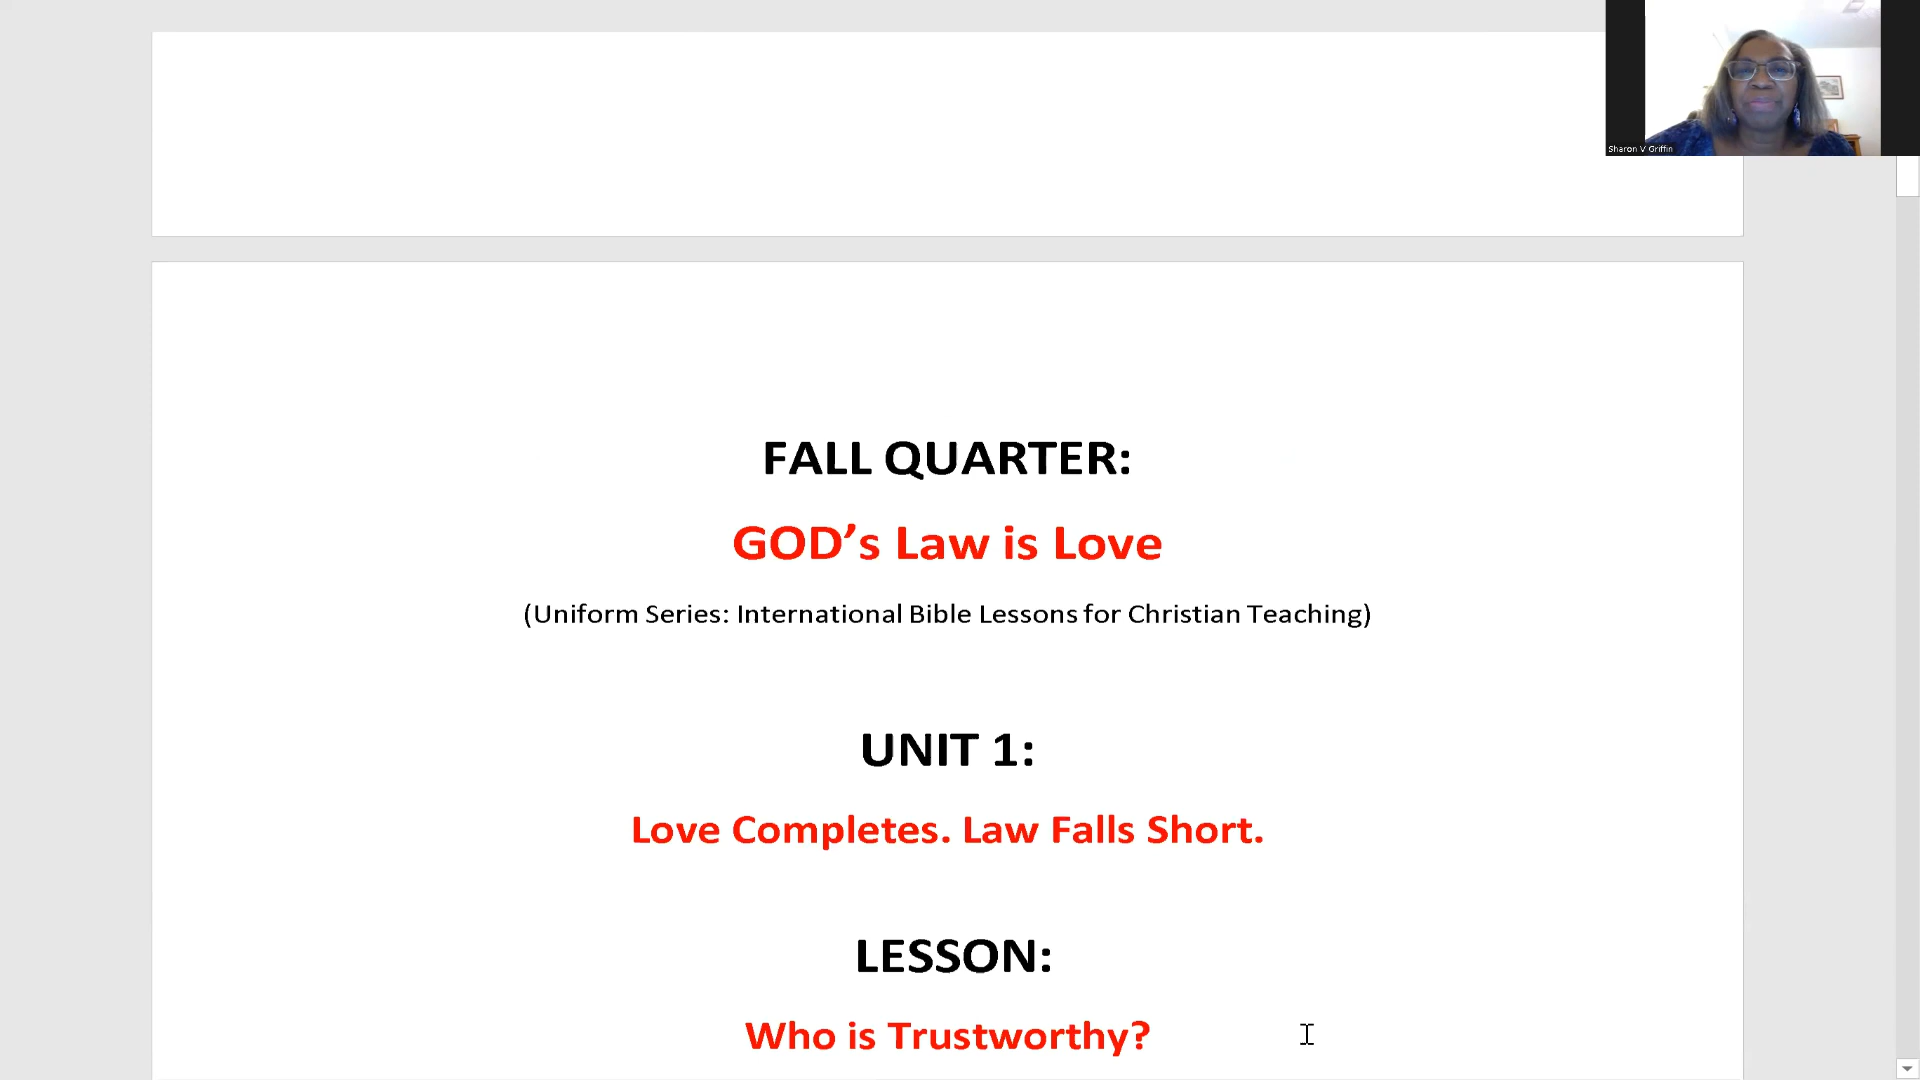 Sharon V Griffin
FALL QUARTER:
GOD’s Law is Love
(Uniform Series: International Bible Lessons for Christian Teaching)
UNIT 1:
Love Completes. Law Falls Short.
LESSON:
Who is Trustworthy?